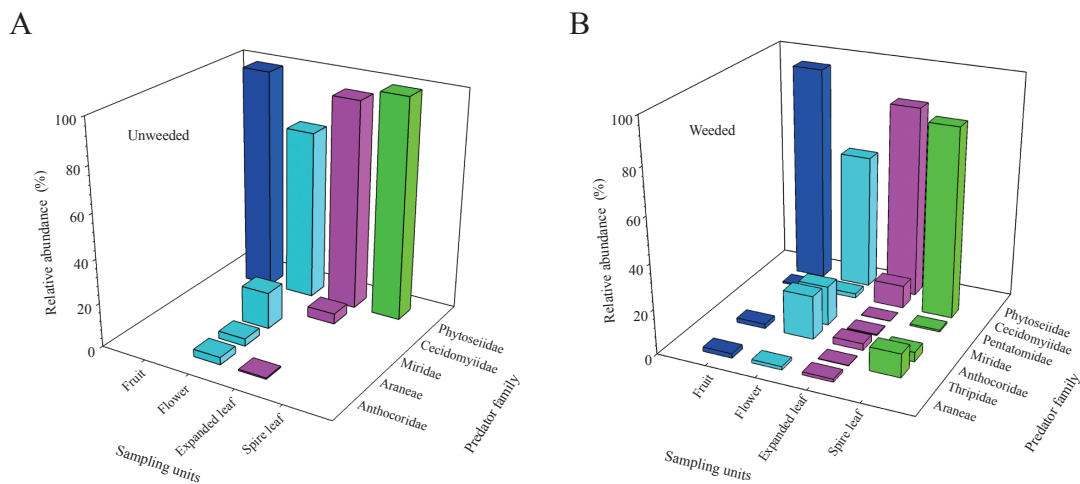 A
Unweeded
Relative abundance (%)
100
80
60
40
20
0
Fruit
Flower
Expanded leaf
Spire leaf
Sampling units
Phytoseiidae
Cecidomyiidae
Miridae
Araneae
Anthocoridae
Predator family
B
Weeded
Relative abundance (%)
100
80
60
40
20
0
Fruit
Flower
Expanded leaf
Spire leaf
Sampling units
Phytoseiidae
Cecidomyiidae
Pentatomidae
Miridae
Anthocoridae
Thripidae
Araneae
Predator family